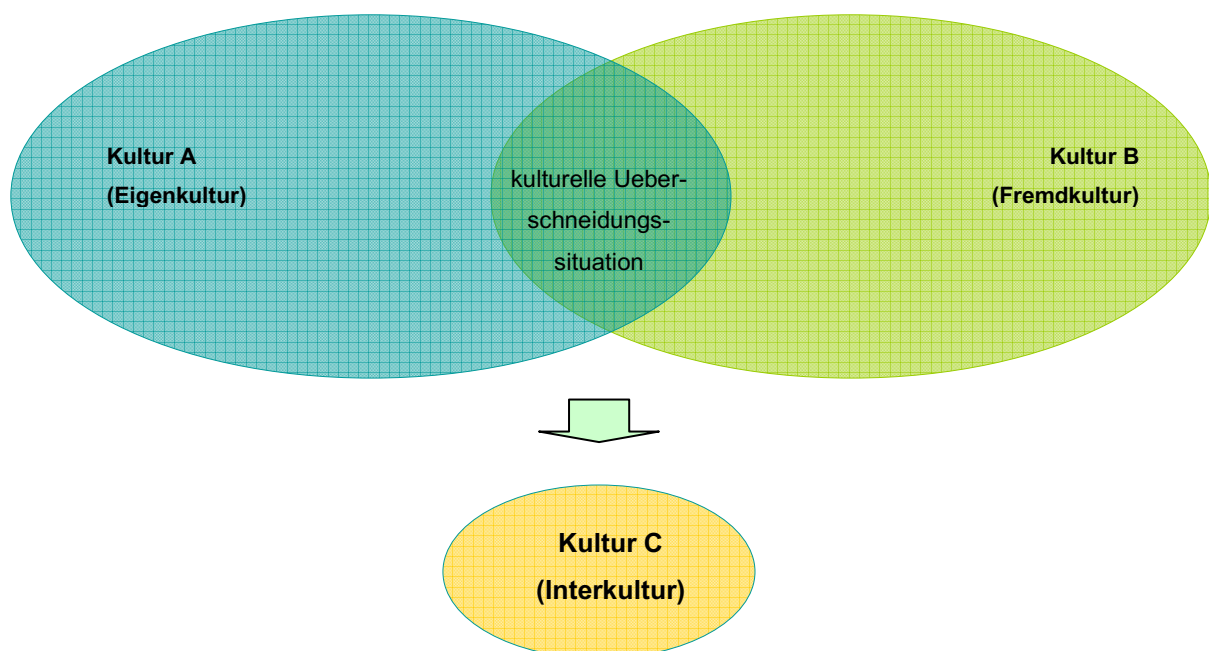 Kultur A
(Eigenkultur)
kulturelle Ueber-
schneidungs-
situation
Kultur B
(Fremdkultur)
Kultur C
(Interkultur)